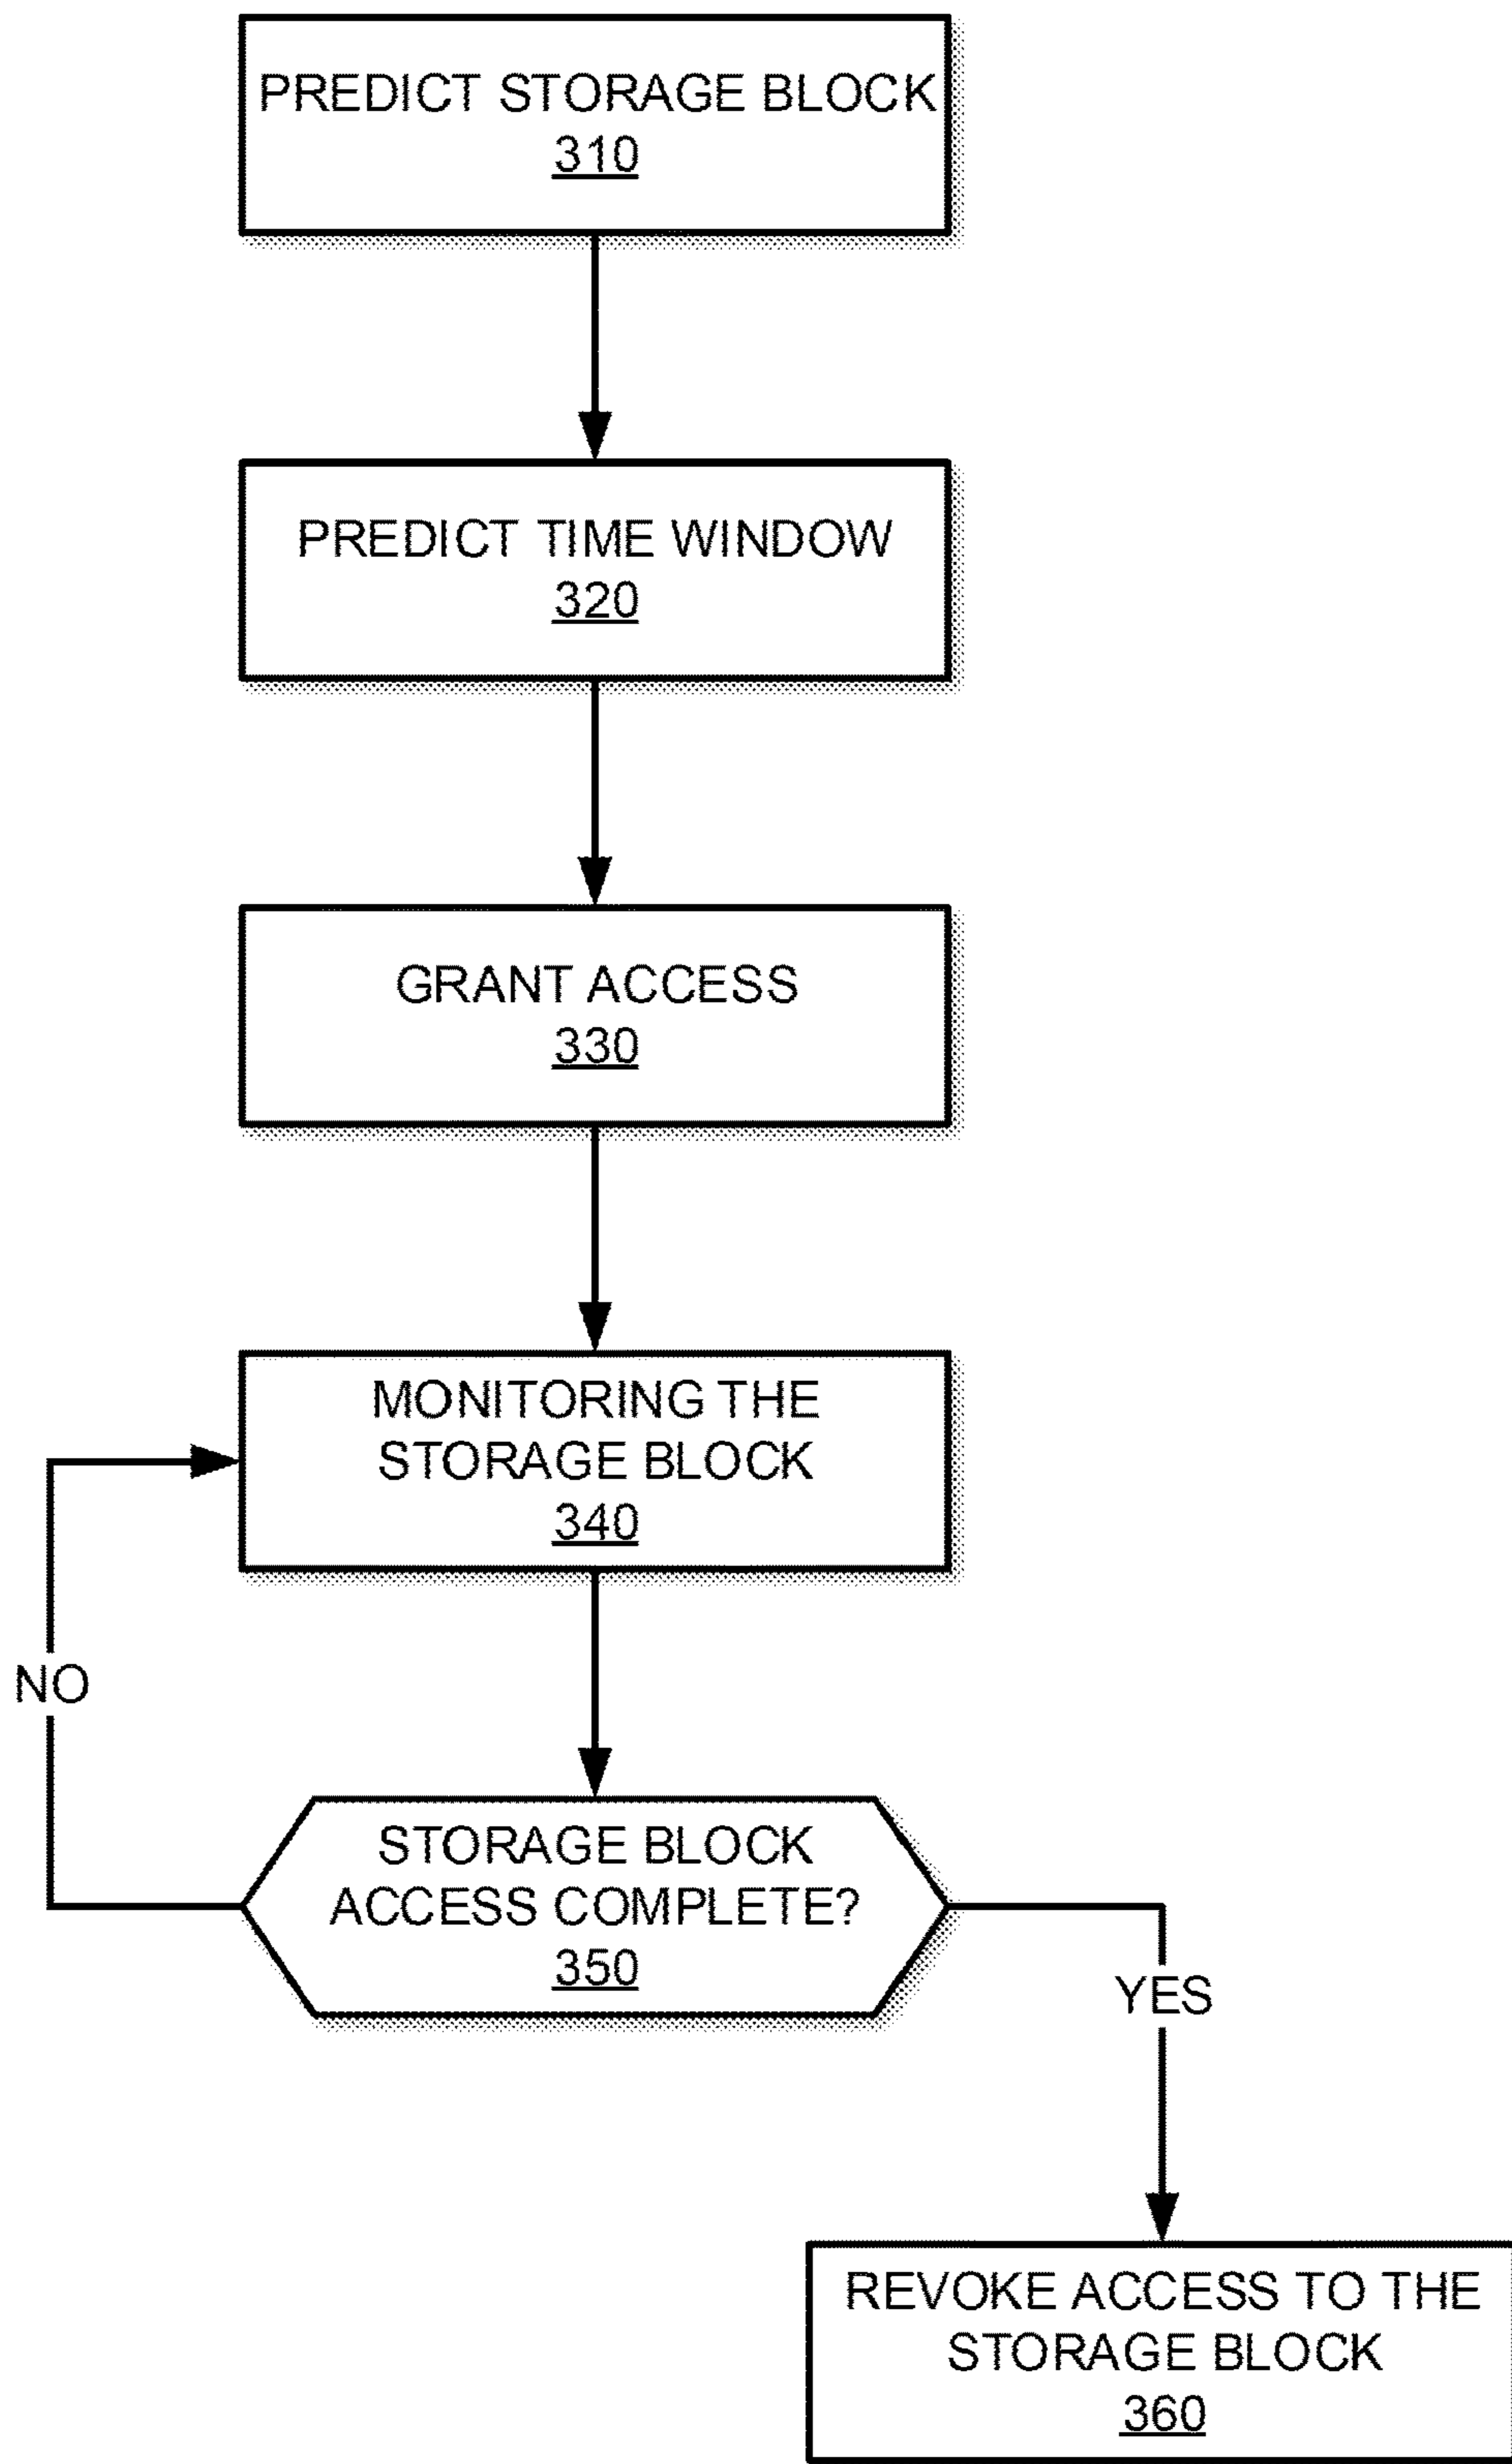 PREDICT STORAGE BLOCK
310
PREDICT TIME WINDOW
320
GRANT ACCESS
330
MONITORING THE
STORAGE BLOCK
340
NO
STORAGE BLOCK
ACCESS COMPLETE?
350
YES
REVOKE ACCESS TO THE
STORAGE BLOCK
360